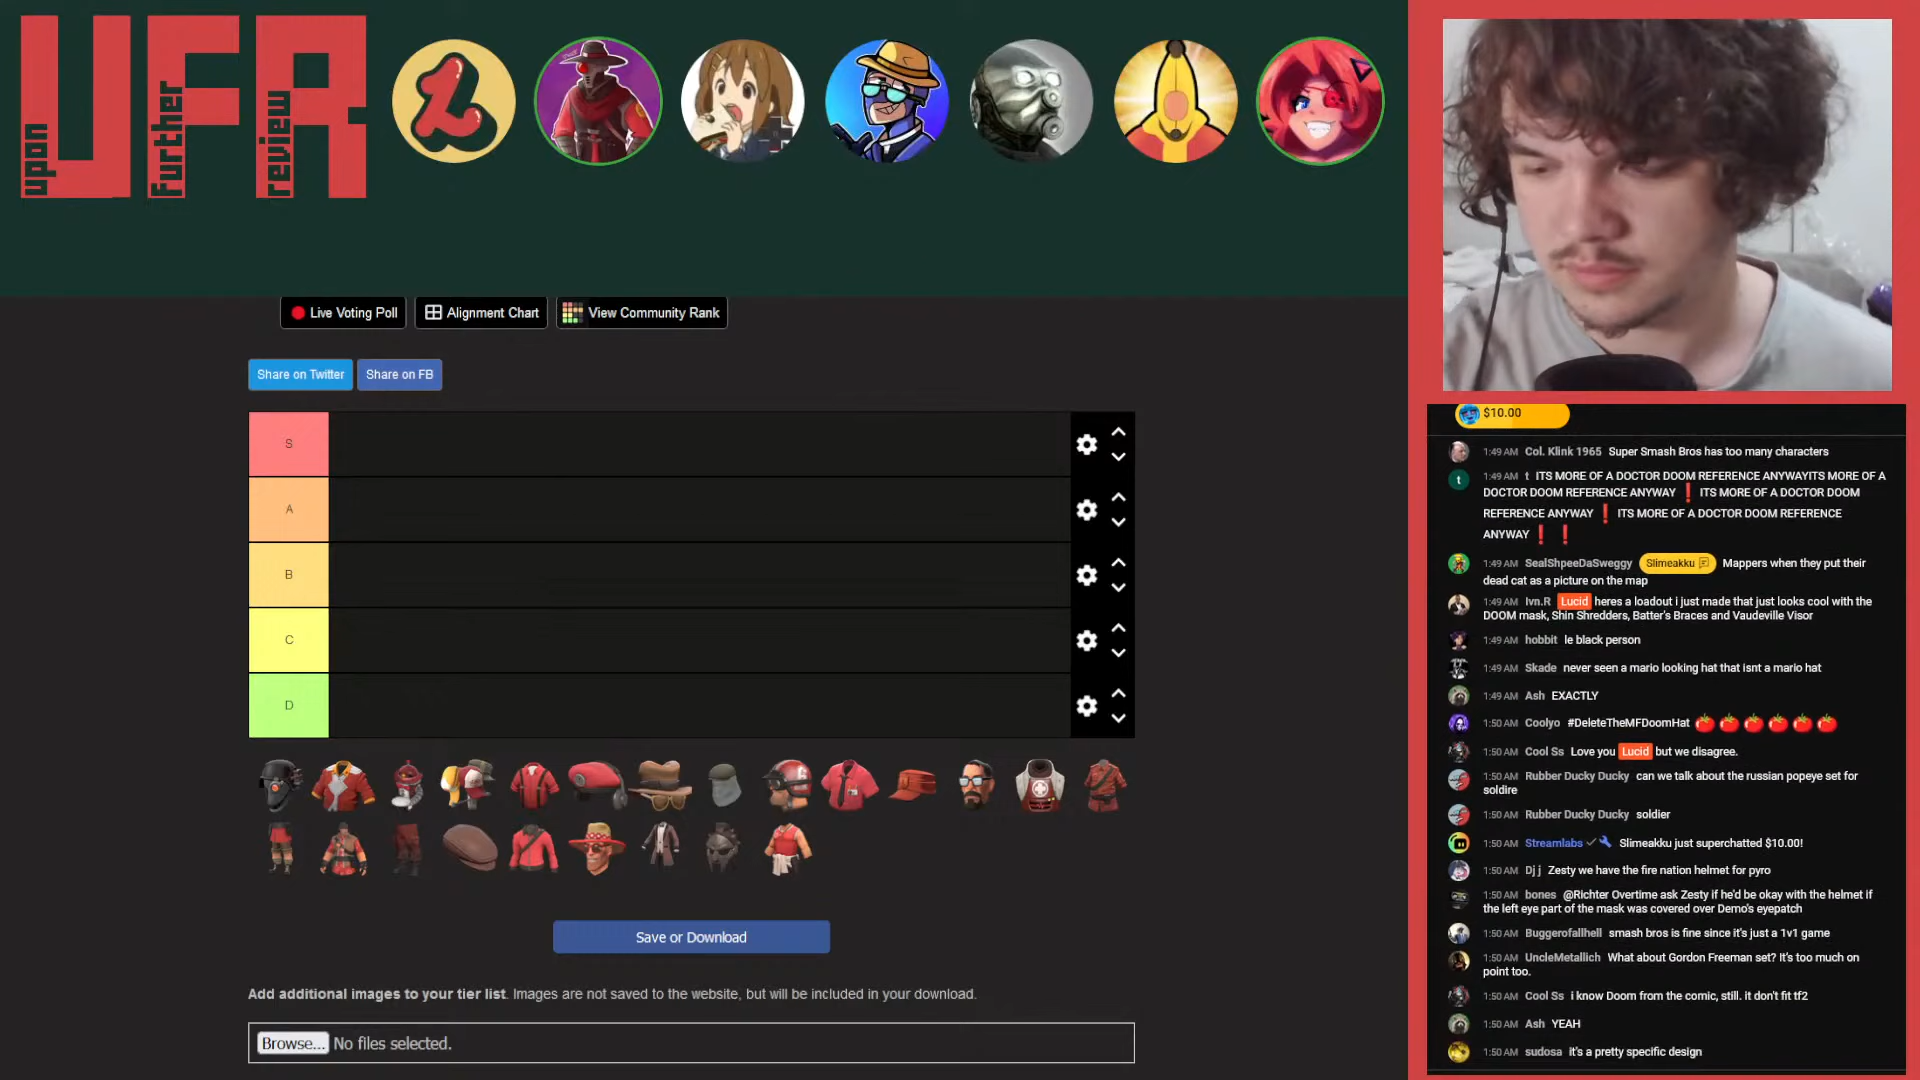 UFR
upon
further
review
Live Voting Poll
Alignment Chart
View Community Rank
Share on Twitter
Share on FB
S
A
B
C
D
Save or Download
Add additional images to your tier list. Images are not saved to the website, but will be included in your download.
Browse... No files selected.
$10.00
1:49 AM Col. Klink 1965 Super Smash Bros has too many characters
t
1:49 AM t ITS MORE OF A DOCTOR DOOM REFERENCE ANYWAYITS MORE OF A
DOCTOR DOOM REFERENCE ANYWAY ❗ ITS MORE OF A DOCTOR DOOM
REFERENCE ANYWAY ❗ ITS MORE OF A DOCTOR DOOM REFERENCE
ANYWAY ❗ ❗
1:49 AM SealShpeeDaSweggy Slimeakku Mappers when they put their
dead cat as a picture on the map
1:49 AM Ivn.R Lucid heres a loadout i just made that just looks cool with the
DOOM mask, Shin Shredders, Batter's Braces and Vaudeville Visor
1:49 AM hobbit le black person
1:49 AM Skade never seen a mario looking hat that isnt a mario hat
1:49 AM Ash EXACTLY
1:50 AM Coolyo #DeleteTheMFDoomHat 🍅 🍅 🍅 🍅 🍅 🍅
1:50 AM Cool Ss Love you Lucid but we disagree.
1:50 AM Rubber Ducky Ducky can we talk about the russian popeye set for
soldire
1:50 AM Rubber Ducky Ducky soldier
1:50 AM Streamlabs Slimeakku just superchatted $10.00!
1:50 AM Dj j Zesty we have the fire nation helmet for pyro
1:50 AM bones @Richter Overtime ask Zesty if he'd be okay with the helmet if
the left eye part of the mask was covered over Demo's eyepatch
1:50 AM Buggerofallhell smash bros is fine since it's just a 1v1 game
1:50 AM UncleMetallich What about Gordon Freeman set? It's too much on
point too.
1:50 AM Cool Ss i know Doom from the comic, still. it don't fit tf2
1:50 AM Ash YEAH
1:50 AM sudosa it's a pretty specific design